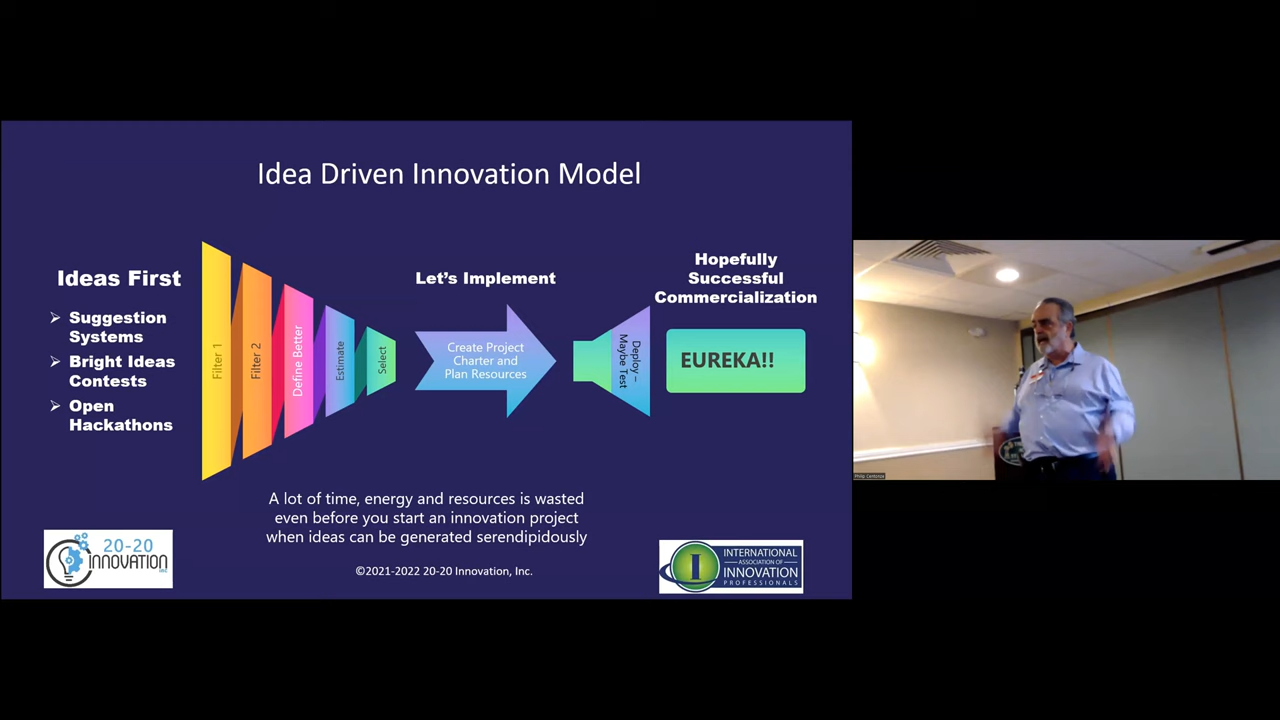 Idea Driven Innovation Model
Ideas First
Suggestion
Systems
Bright Ideas
Contests
Open
Hackathons
Filter 1
Filter 2
Define Better
Estimate
Select
Let's Implement
Create Project
Charter and
Plan Resources
Deploy –
Maybe Test
Hopefully
Successful
Commercialization
EUREKA!!
A lot of time, energy and resources is wasted
even before you start an innovation project
when ideas can be generated serendipidously
20-20
INNOVATION
INC.
©2021-2022 20-20 Innovation, Inc.
I
INTERNATIONAL
ASSOCIATION OF
INNOVATION
PROFESSIONALS